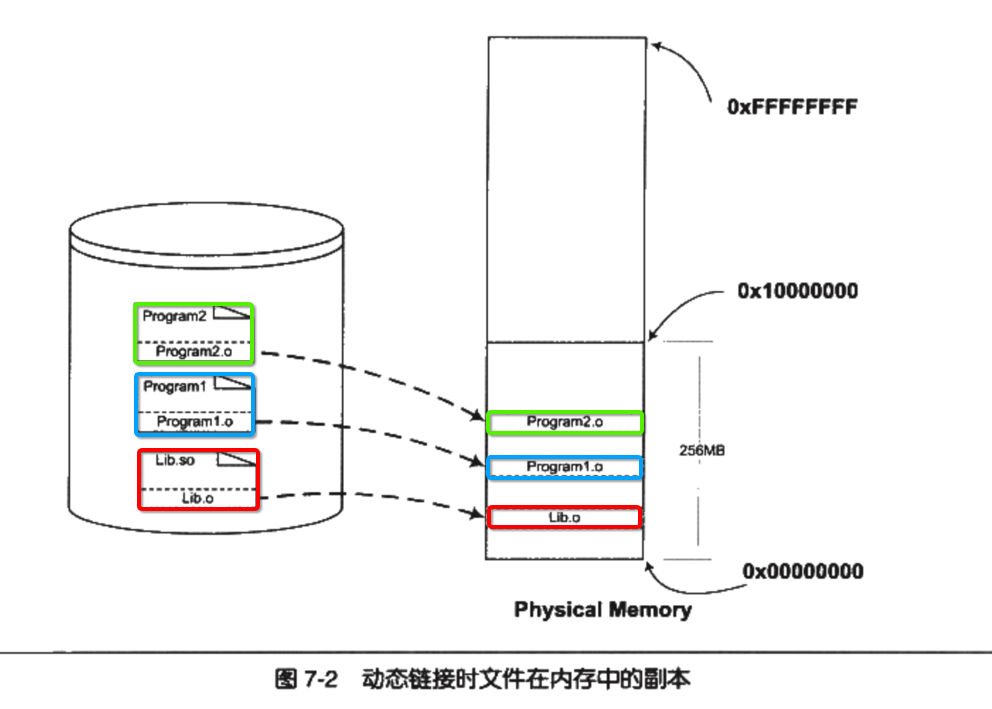 0xFFFFFFFF
0x10000000
Program2
Program2.o
Program1
Program1.o
Lib.so
Lib.o
Program2.o
Program1.o
Lib.o
256MB
0x00000000
Physical Memory
图 7-2 动态链接时文件在内存中的副本